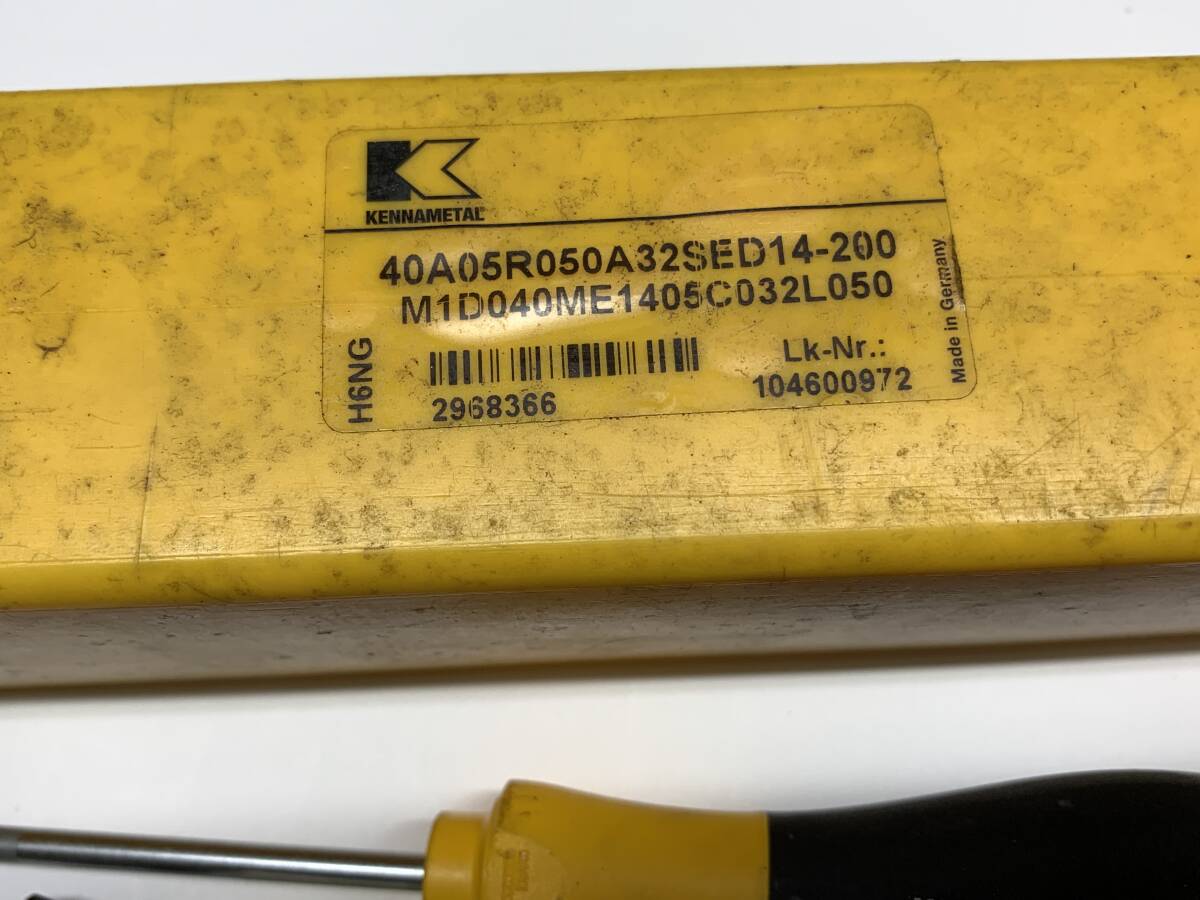 KENNAMETAL
40A05R050A32SED14-200
M1D040ME1405C032L050
H6NG
2968366
Lk-Nr.:
104600972
Made in Germany